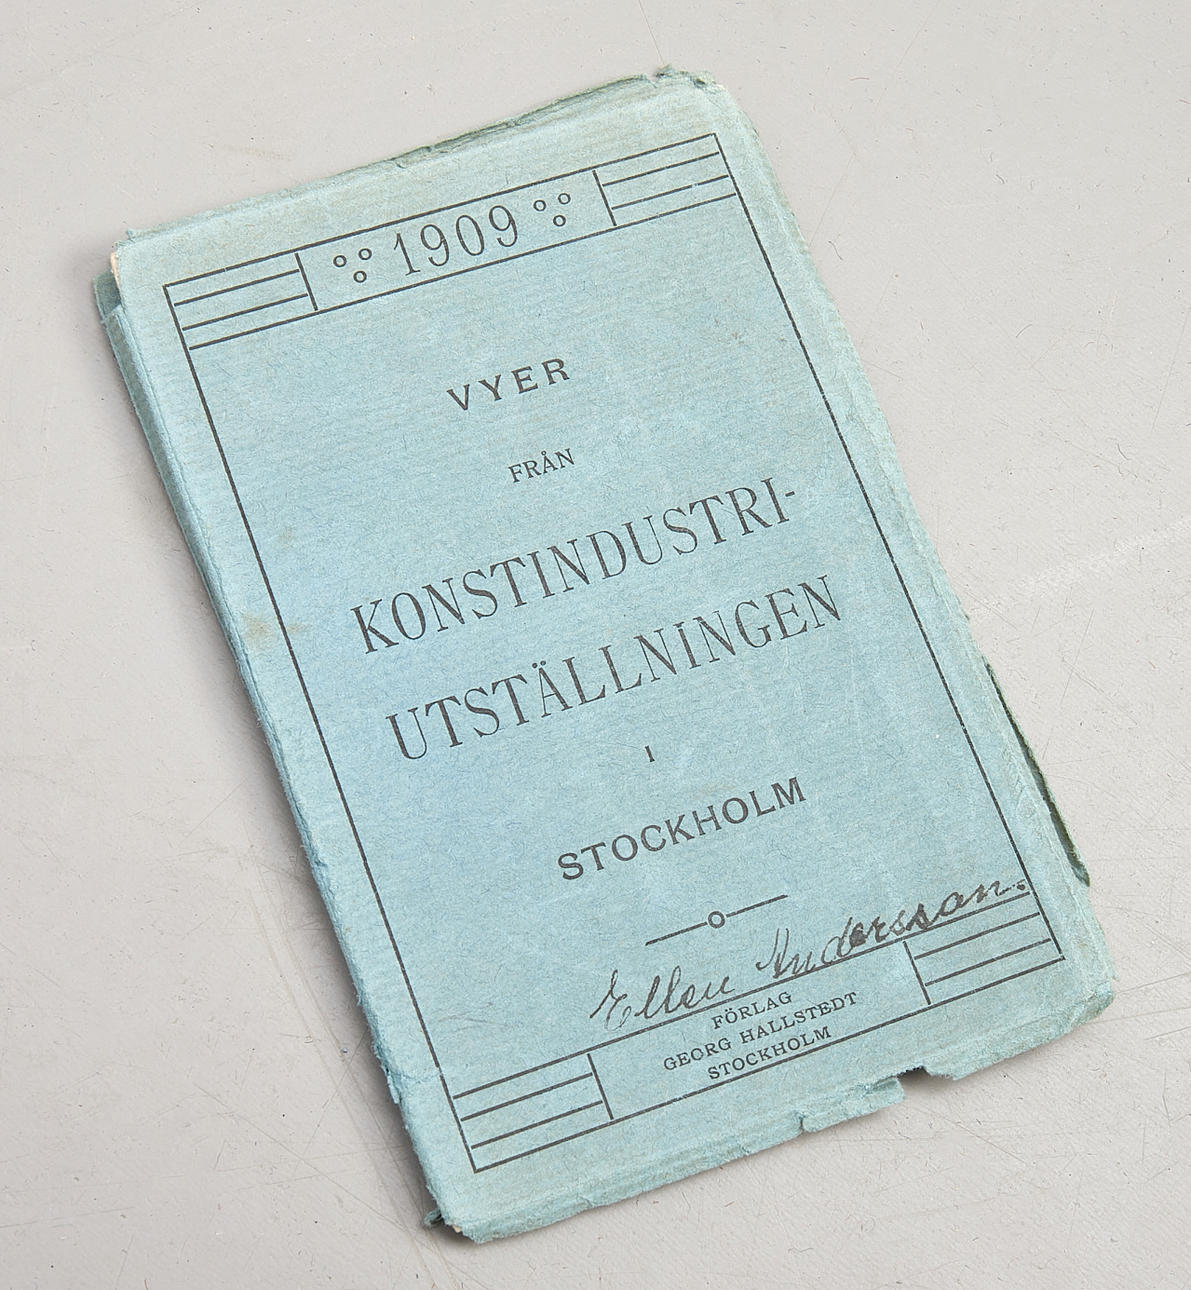 1909
VYER
FRÅN
KONSTINDUSTRI-
UTSTÄLLNINGEN
I
STOCKHOLM
Ellen Andersson.
FÖRLAG
GEORG HALLSTEDT
STOCKHOLM